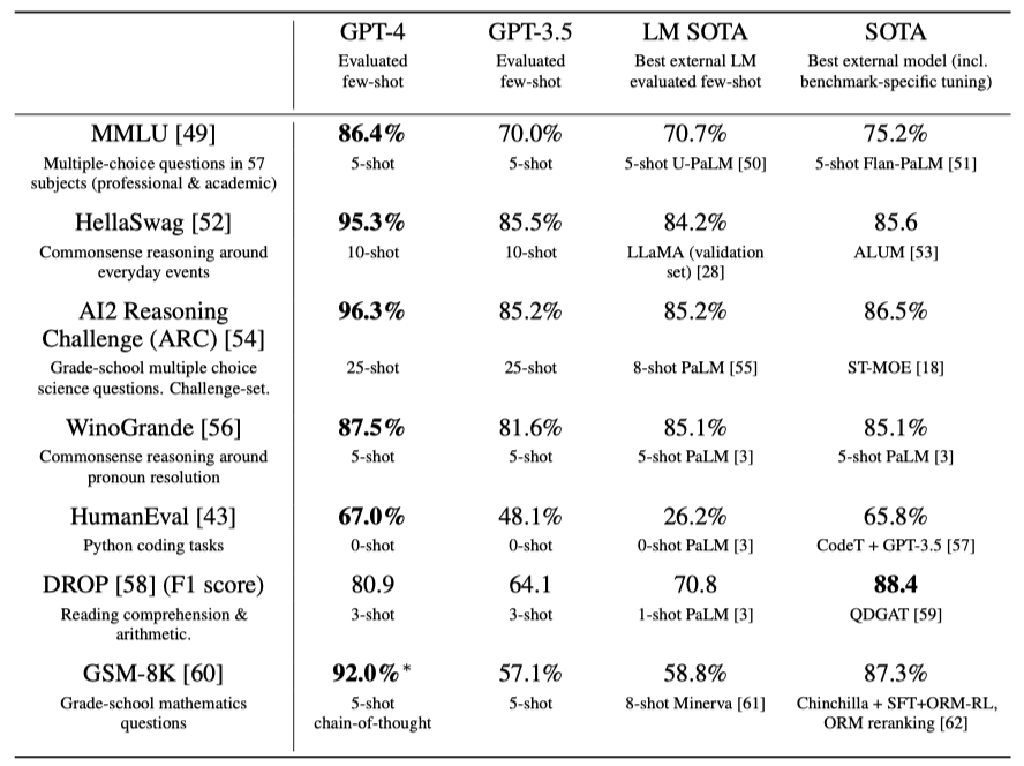 GPT-4 GPT-3.5 LM SOTA SOTA
Evaluated Evaluated Best external LM Best external model (incl.
few-shot few-shot evaluated few-shot benchmark-specific tuning)
MMLU [49] 86.4% 70.0% 70.7% 75.2%
Multiple-choice questions in 57 5-shot 5-shot 5-shot U-PaLM [50] 5-shot Flan-PaLM [51]
subjects (professional & academic)
HellaSwag [52] 95.3% 85.5% 84.2% 85.6
Commonsense reasoning around 10-shot 10-shot LLaMA (validation ALUM [53]
everyday events set) [28]
AI2 Reasoning 96.3% 85.2% 85.2% 86.5%
Challenge (ARC) [54]
Grade-school multiple choice 25-shot 25-shot 8-shot PaLM [55] ST-MOE [18]
science questions. Challenge-set.
WinoGrande [56] 87.5% 81.6% 85.1% 85.1%
Commonsense reasoning around 5-shot 5-shot 5-shot PaLM [3] 5-shot PaLM [3]
pronoun resolution
HumanEval [43] 67.0% 48.1% 26.2% 65.8%
Python coding tasks 0-shot 0-shot 0-shot PaLM [3] CodeT + GPT-3.5 [57]
DROP [58] (F1 score) 80.9 64.1 70.8 88.4
Reading comprehension & 3-shot 3-shot 1-shot PaLM [3] QDGAT [59]
arithmetic.
GSM-8K [60] 92.0%* 57.1% 58.8% 87.3%
Grade-school mathematics 5-shot 5-shot 8-shot Minerva [61] Chinchilla + SFT+ORM-RL,
questions chain-of-thought ORM reranking [62]